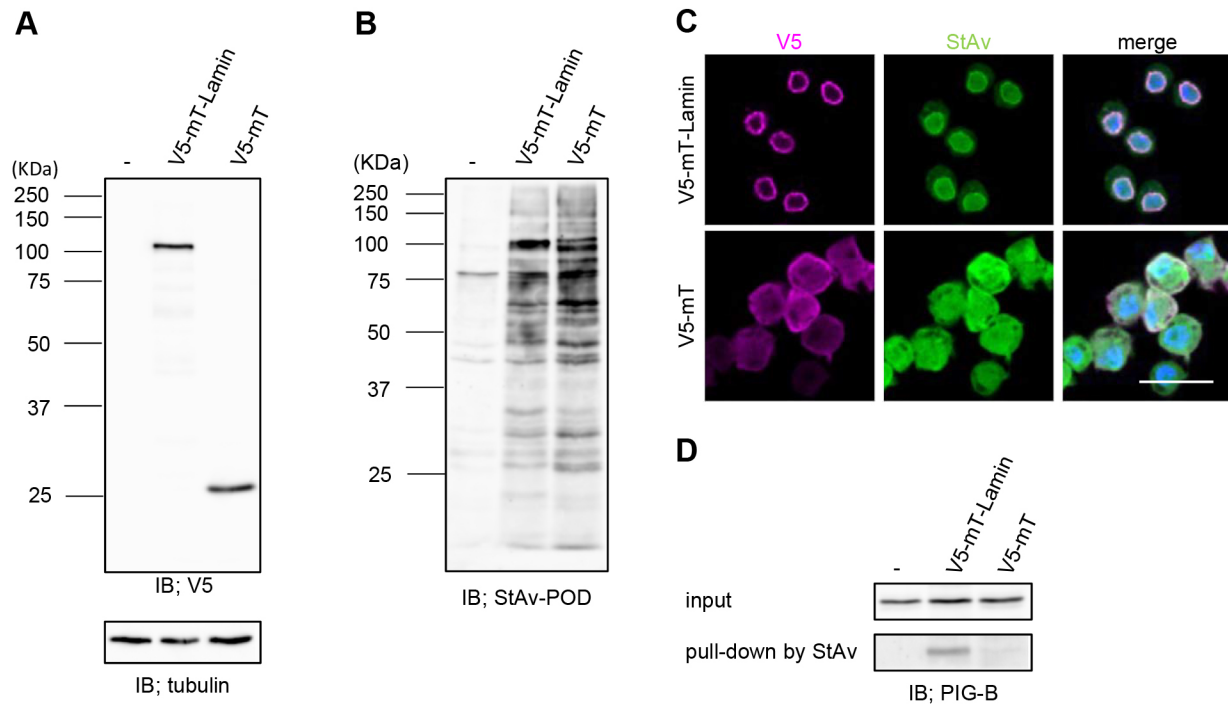 A
-
V5-mT-Lamin
V5-mT
(KDa)
250
150
100
75
50
37
25
IB; V5
IB; tubulin
B
-
V5-mT-Lamin
V5-mT
(KDa)
250
150
100
75
50
37
25
IB; StAv-POD
C
V5
StAv
merge
V5-mT-Lamin
V5-mT
D
-
V5-mT-Lamin
V5-mT
input
pull-down by StAv
IB; PIG-B